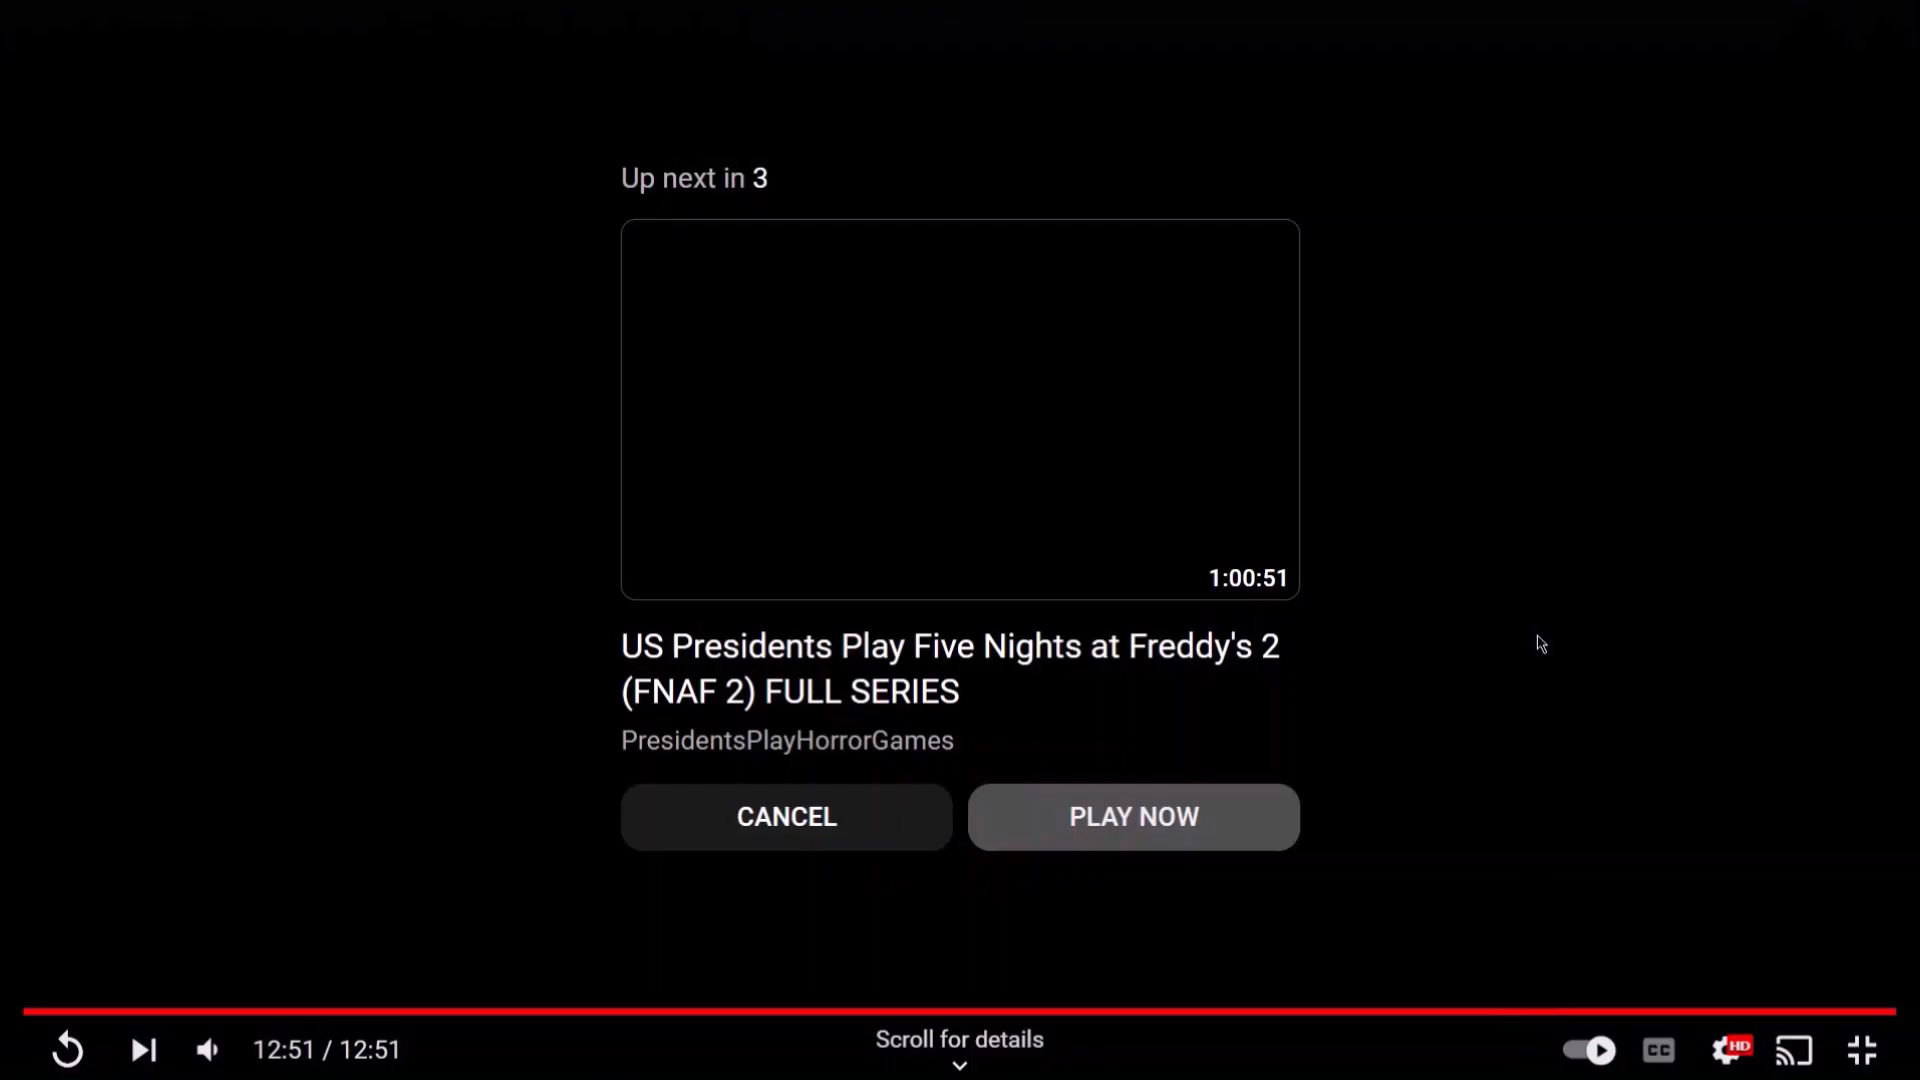 Up next in 3
1:00:51
US Presidents Play Five Nights at Freddy's 2
(FNAF 2) FULL SERIES
PresidentsPlayHorrorGames
CANCEL
PLAY NOW
12:51 / 12:51
Scroll for details
CC
HD